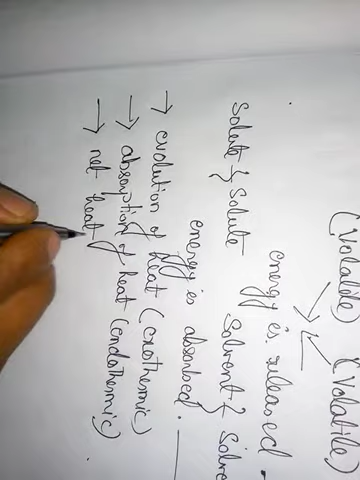 (Volatile) (Volatile)
energy is released.
Solute & Solute Solvent & Solve
energy is absorbed.
→ evolution of heat (exothermic)
→ absorption of heat (endothermic)
→ net heat